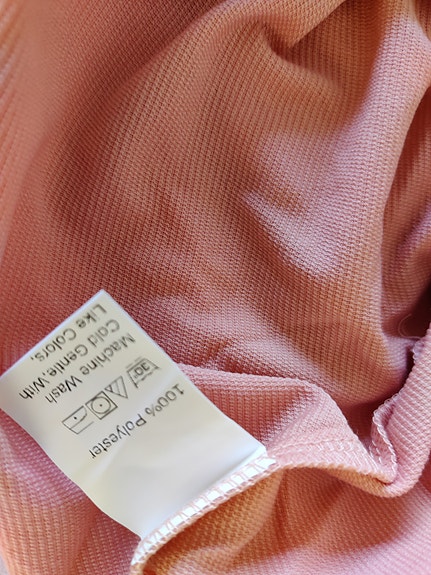 100% Polyester
30°
Machine Wash
Cold Gentle, With
Like Colors,